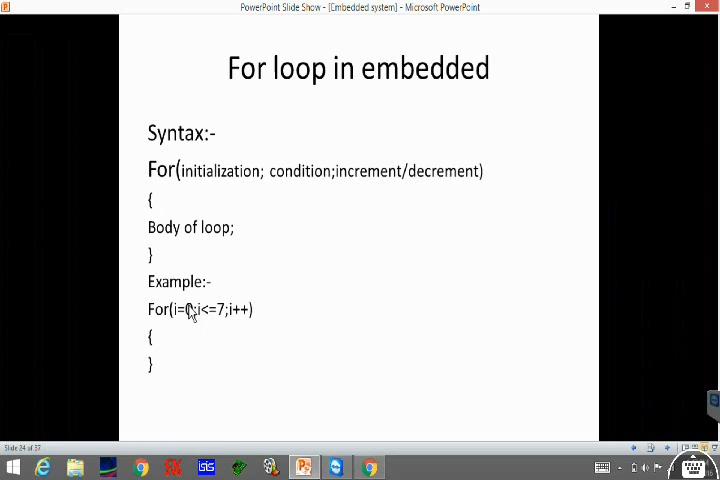 PowerPoint Slide Show - [Embedded system] - Microsoft PowerPoint
For loop in embedded
Syntax:-
For(initialization; condition;increment/decrement)
{
Body of loop;
}
Example:-
For(i=0;i<=7;i++)
{
}
Slide 24 of 37
ISIS